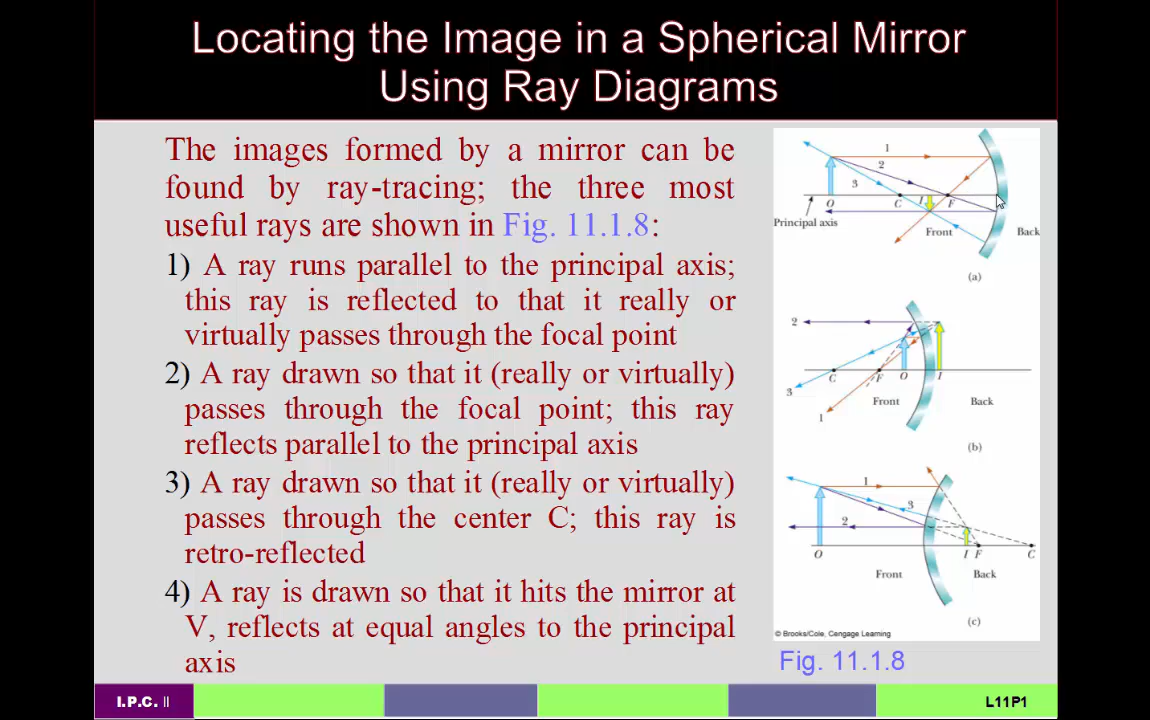 Locating the Image in a Spherical Mirror
Using Ray Diagrams
The images formed by a mirror can be
found by ray-tracing; the three most
useful rays are shown in Fig. 11.1.8:
1) A ray runs parallel to the principal axis;
this ray is reflected to that it really or
virtually passes through the focal point
2) A ray drawn so that it (really or virtually)
passes through the focal point; this ray
reflects parallel to the principal axis
3) A ray drawn so that it (really or virtually)
passes through the center C; this ray is
retro-reflected
4) A ray is drawn so that it hits the mirror at
V, reflects at equal angles to the principal
axis
1
2
3
O C I F
Principal axis
Front Back
(a)
2
C F O I
3
1
Front Back
(b)
1
3
2
O I F C
Front Back
(c)
© Brooks/Cole, Cengage Learning
Fig. 11.1.8
I.P.C. II
L11P1